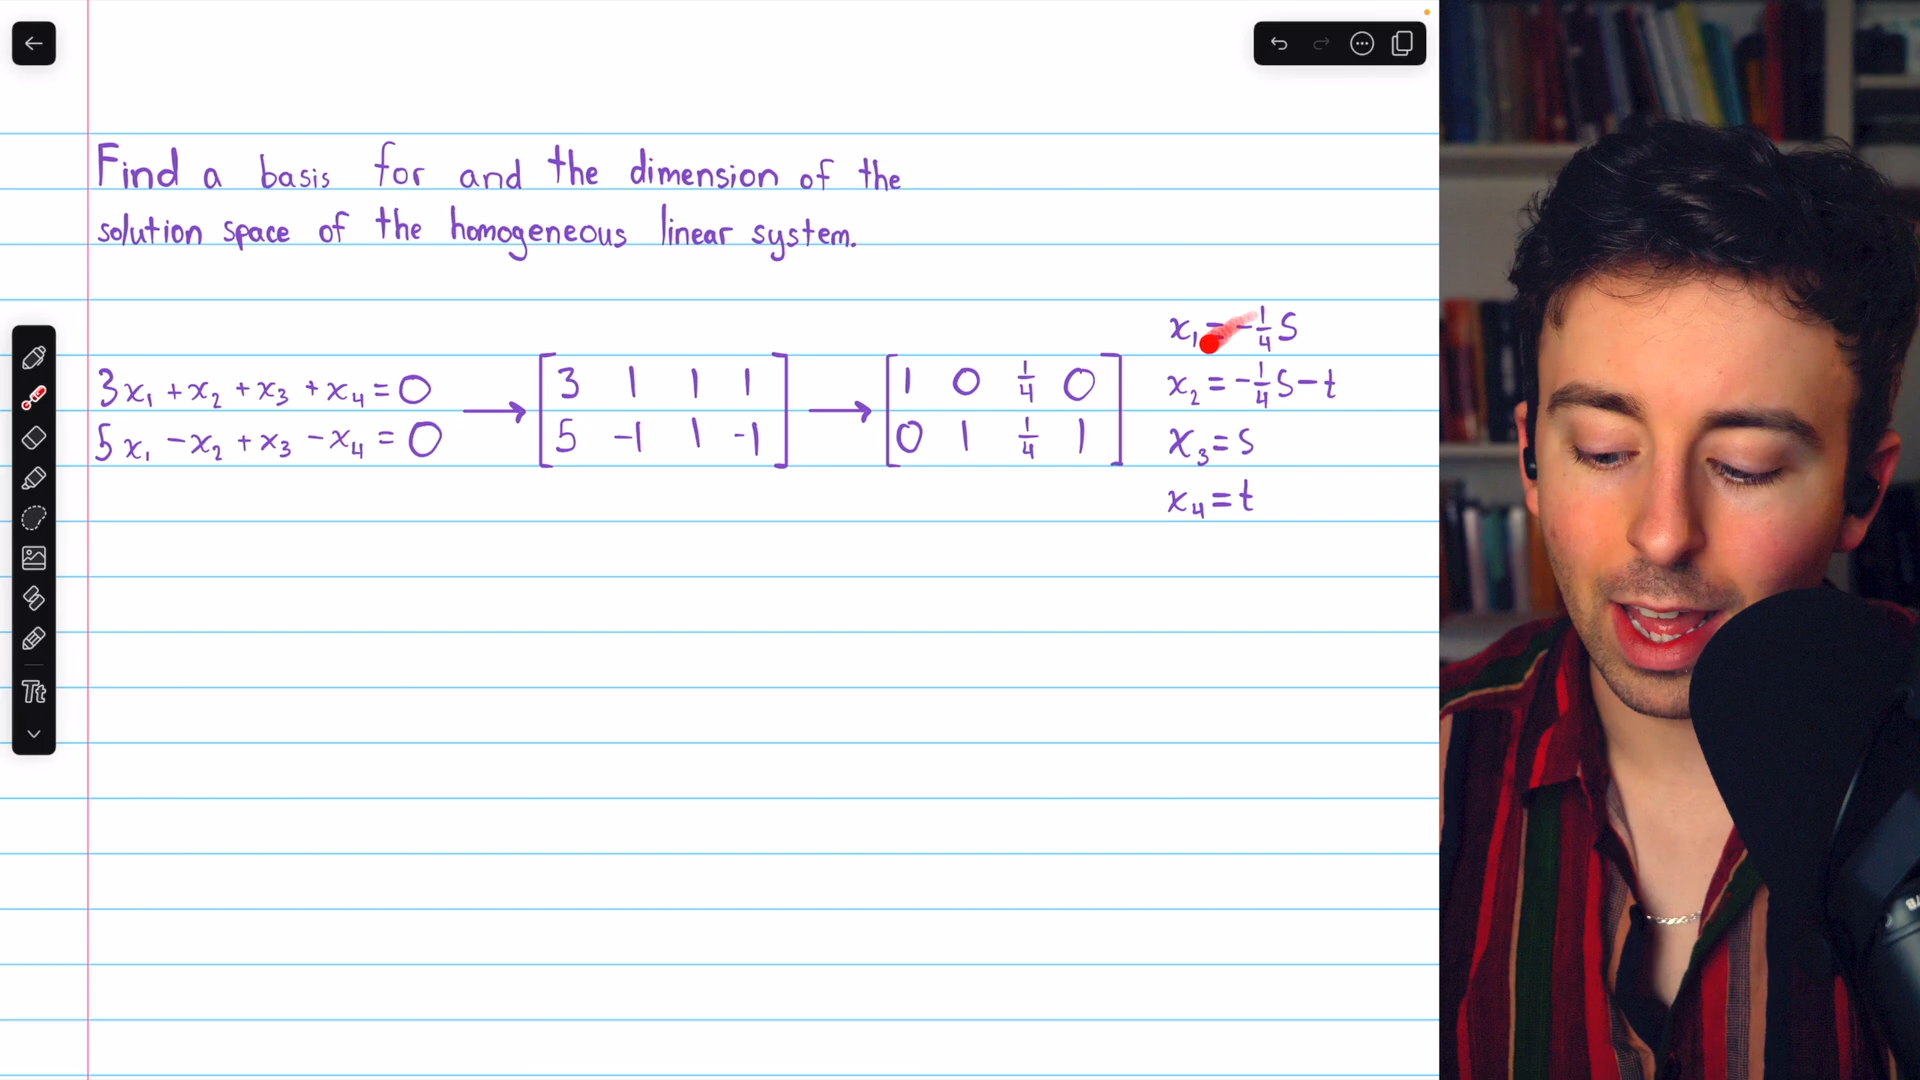 Find a basis for and the dimension of the
solution space of the homogeneous linear system.
3x₁ + x₂ + x₃ + x₄ = 0
5x₁ - x₂ + x₃ - x₄ = 0
→
3 1 1 1
5 -1 1 -1
→
1 0 1/4 0
0 1 1/4 1
x₁ = -1/4 s
x₂ = -1/4 s - t
x₃ = s
x₄ = t
Tt